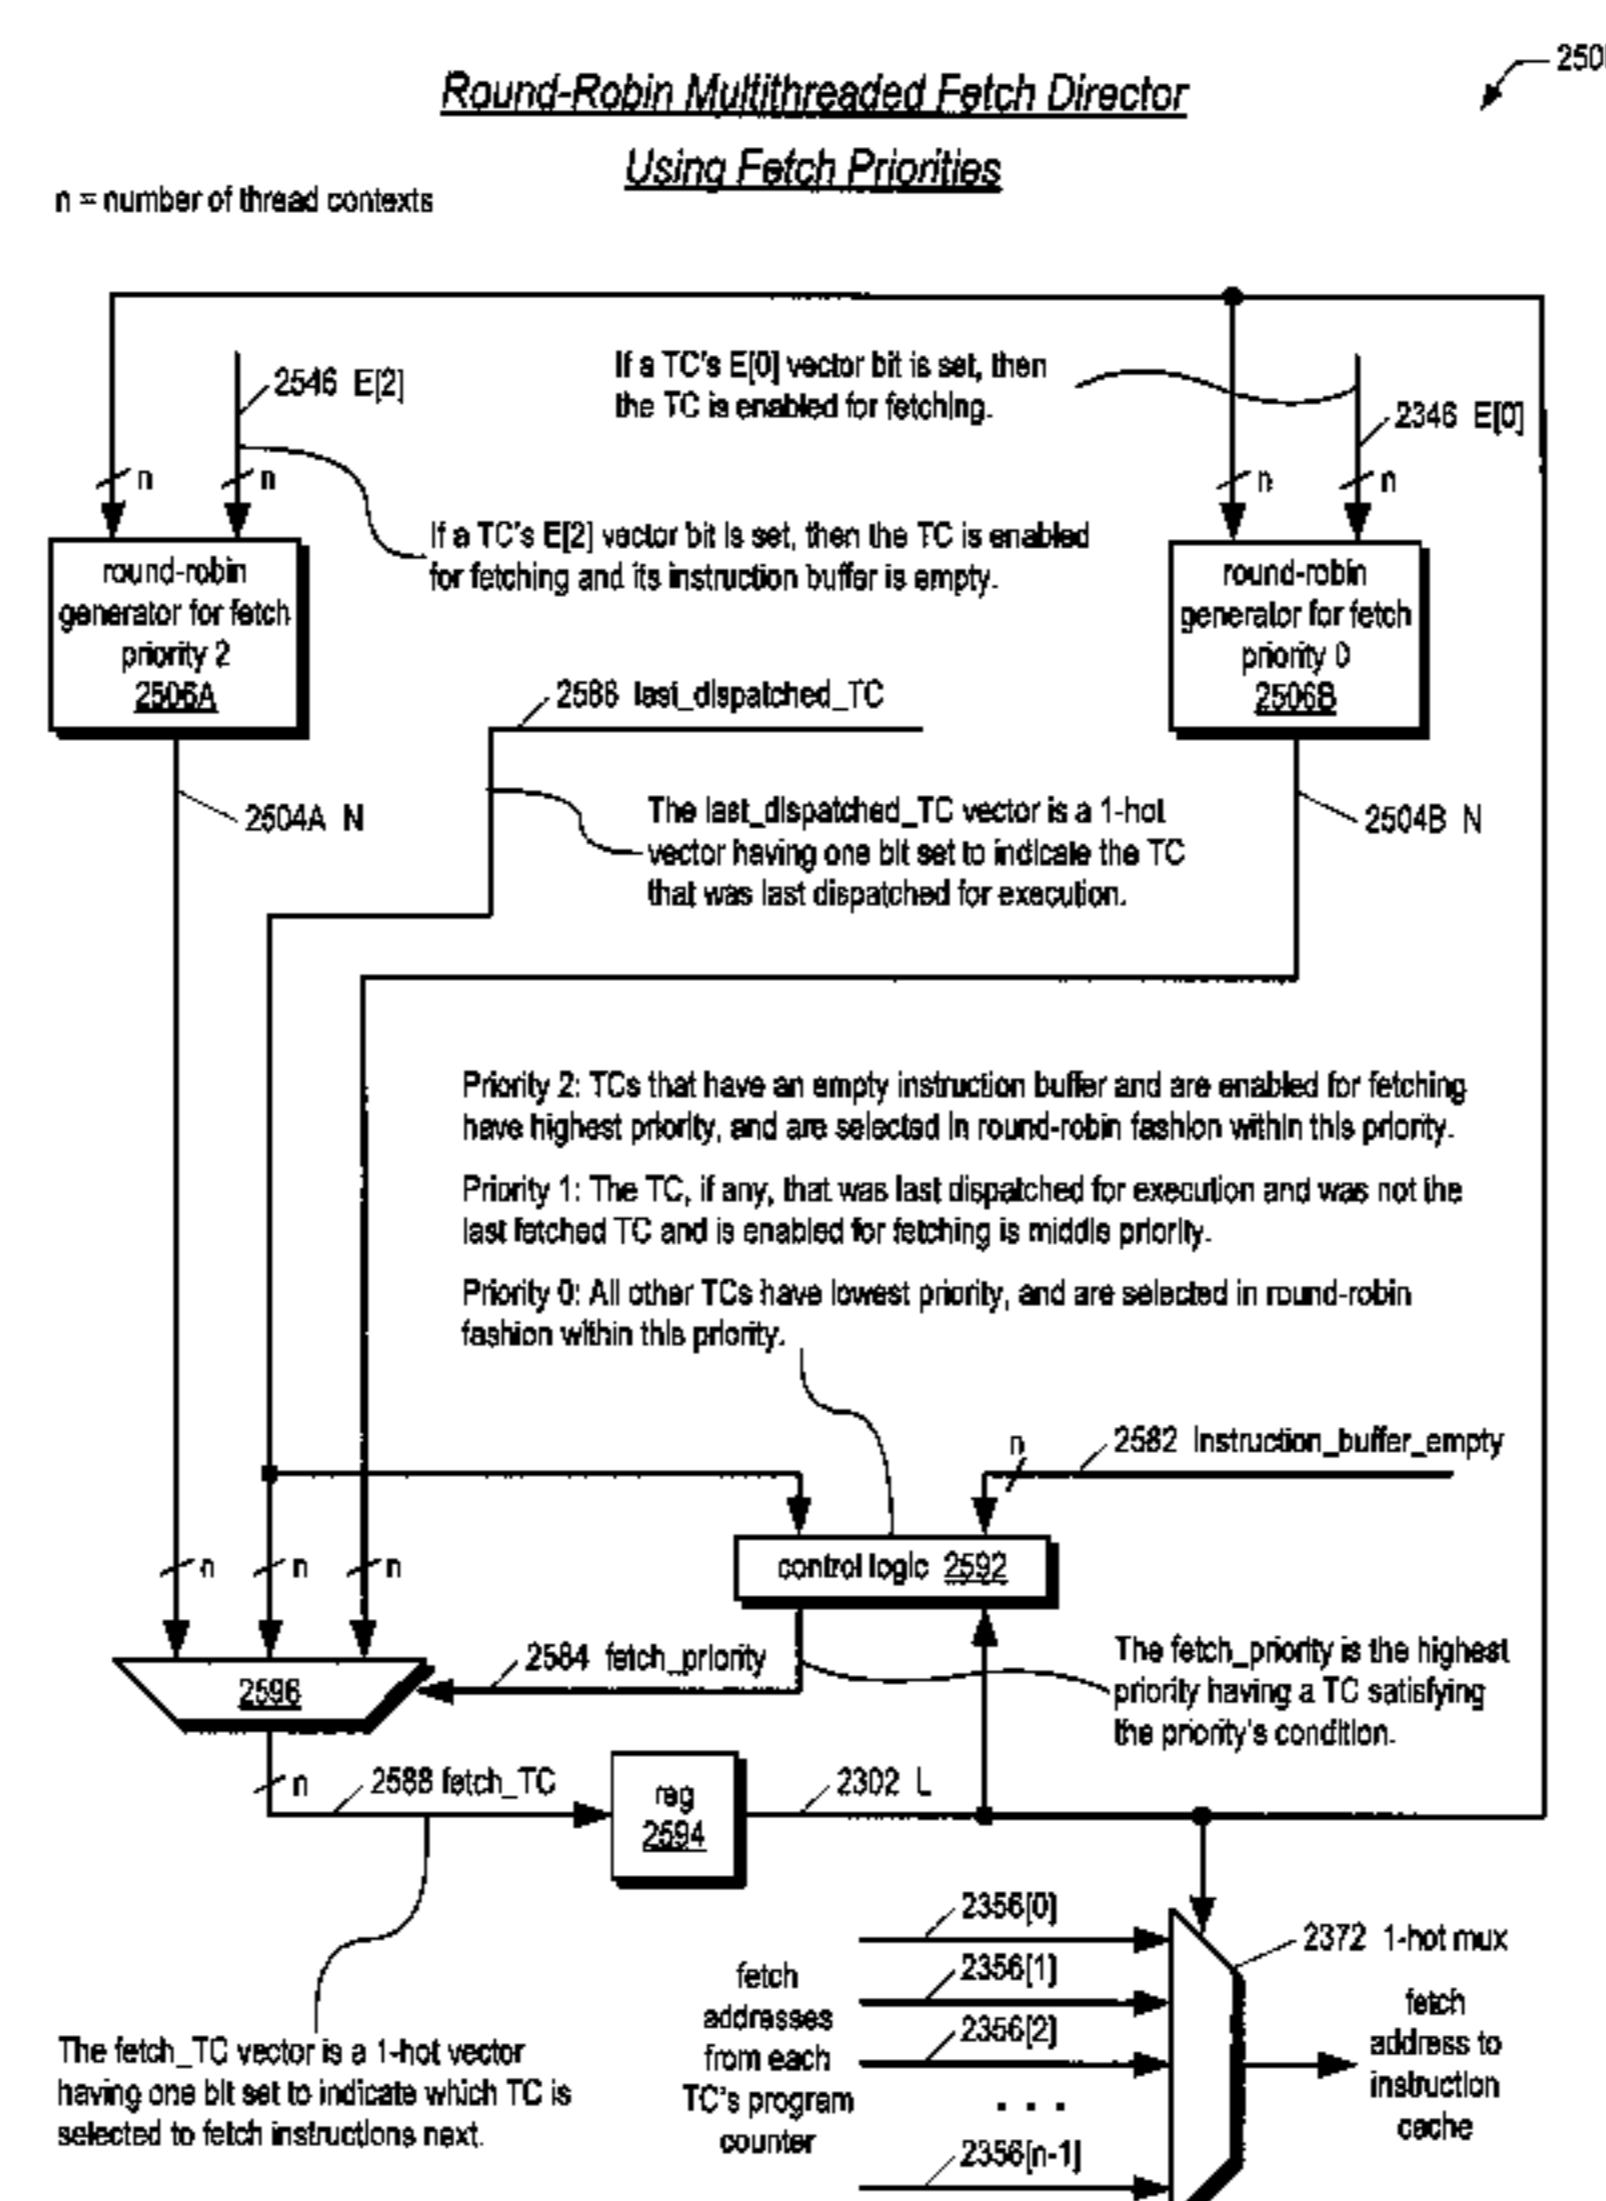 250
Round-Robin Multithreaded Fetch Director
Using Fetch Priorities
n = number of thread contexts
2546 E[2]
If a TC's E[0] vector bit is set, then
the TC is enabled for fetching.
2346 E[0]
n
n
n
n
If a TC's E[2] vector bit is set, then the TC is enabled
for fetching and its instruction buffer is empty.
round-robin
generator for fetch
priority 2
2506A
round-robin
generator for fetch
priority 0
2506B
2586 last_dispatched_TC
2504A N
The last_dispatched_TC vector is a 1-hot
vector having one bit set to indicate the TC
that was last dispatched for execution.
2504B N
Priority 2: TCs that have an empty instruction buffer and are enabled for fetching
have highest priority, and are selected in round-robin fashion within this priority.
Priority 1: The TC, if any, that was last dispatched for execution and was not the
last fetched TC and is enabled for fetching is middle priority.
Priority 0: All other TCs have lowest priority, and are selected in round-robin
fashion within this priority.
n
2582 instruction_buffer_empty
n
n
n
control logic 2592
2596
2584 fetch_priority
The fetch_priority is the highest
priority having a TC satisfying
the priority's condition.
n
2588 fetch_TC
reg
2594
2302 L
2356[0]
2356[1]
2356[2]
. . .
2356[n-1]
fetch
addresses
from each
TC's program
counter
2372 1-hot mux
fetch
address to
instruction
cache
The fetch_TC vector is a 1-hot vector
having one bit set to indicate which TC is
selected to fetch instructions next.